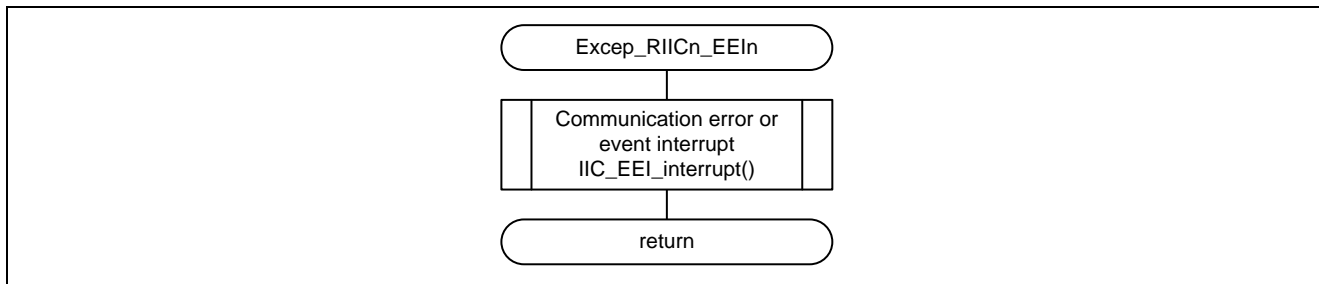 Excep_RIICn_EEIn
Communication error or
event interrupt
IIC_EEI_interrupt()
return